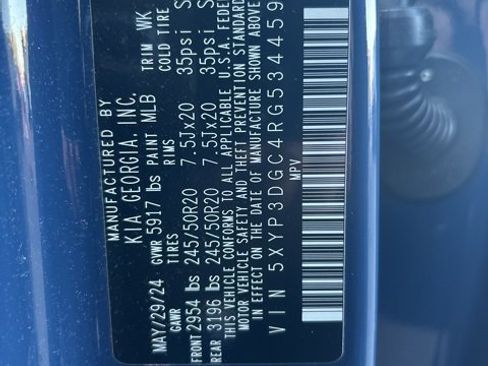 MANUFACTURED BY
KIA GEORGIA, INC.
MAY/29/24 GVWR 5917 lbs PAINT MLB TRIM WK
GAWR TIRES RIMS COLD TIRE
FRONT 2954 lbs 245/50R20 7.5Jx20 35psi S
REAR 3196 lbs 245/50R20 7.5Jx20 35psi S
THIS VEHICLE CONFORMS TO ALL APPLICABLE U.S.A. FEDE
MOTOR VEHICLE SAFETY AND THEFT PREVENTION STANDARD
IN EFFECT ON THE DATE OF MANUFACTURE SHOWN ABOVE
VIN 5XYP3DGC4RG534459
MPV